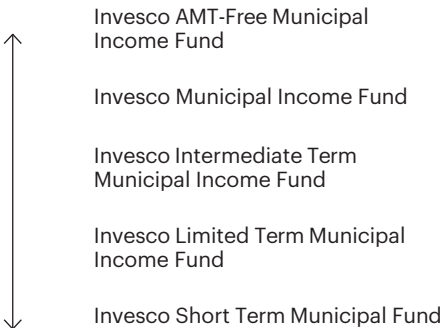 Invesco AMT-Free Municipal
Income Fund
Invesco Municipal Income Fund
Invesco Intermediate Term
Municipal Income Fund
Invesco Limited Term Municipal
Income Fund
Invesco Short Term Municipal Fund